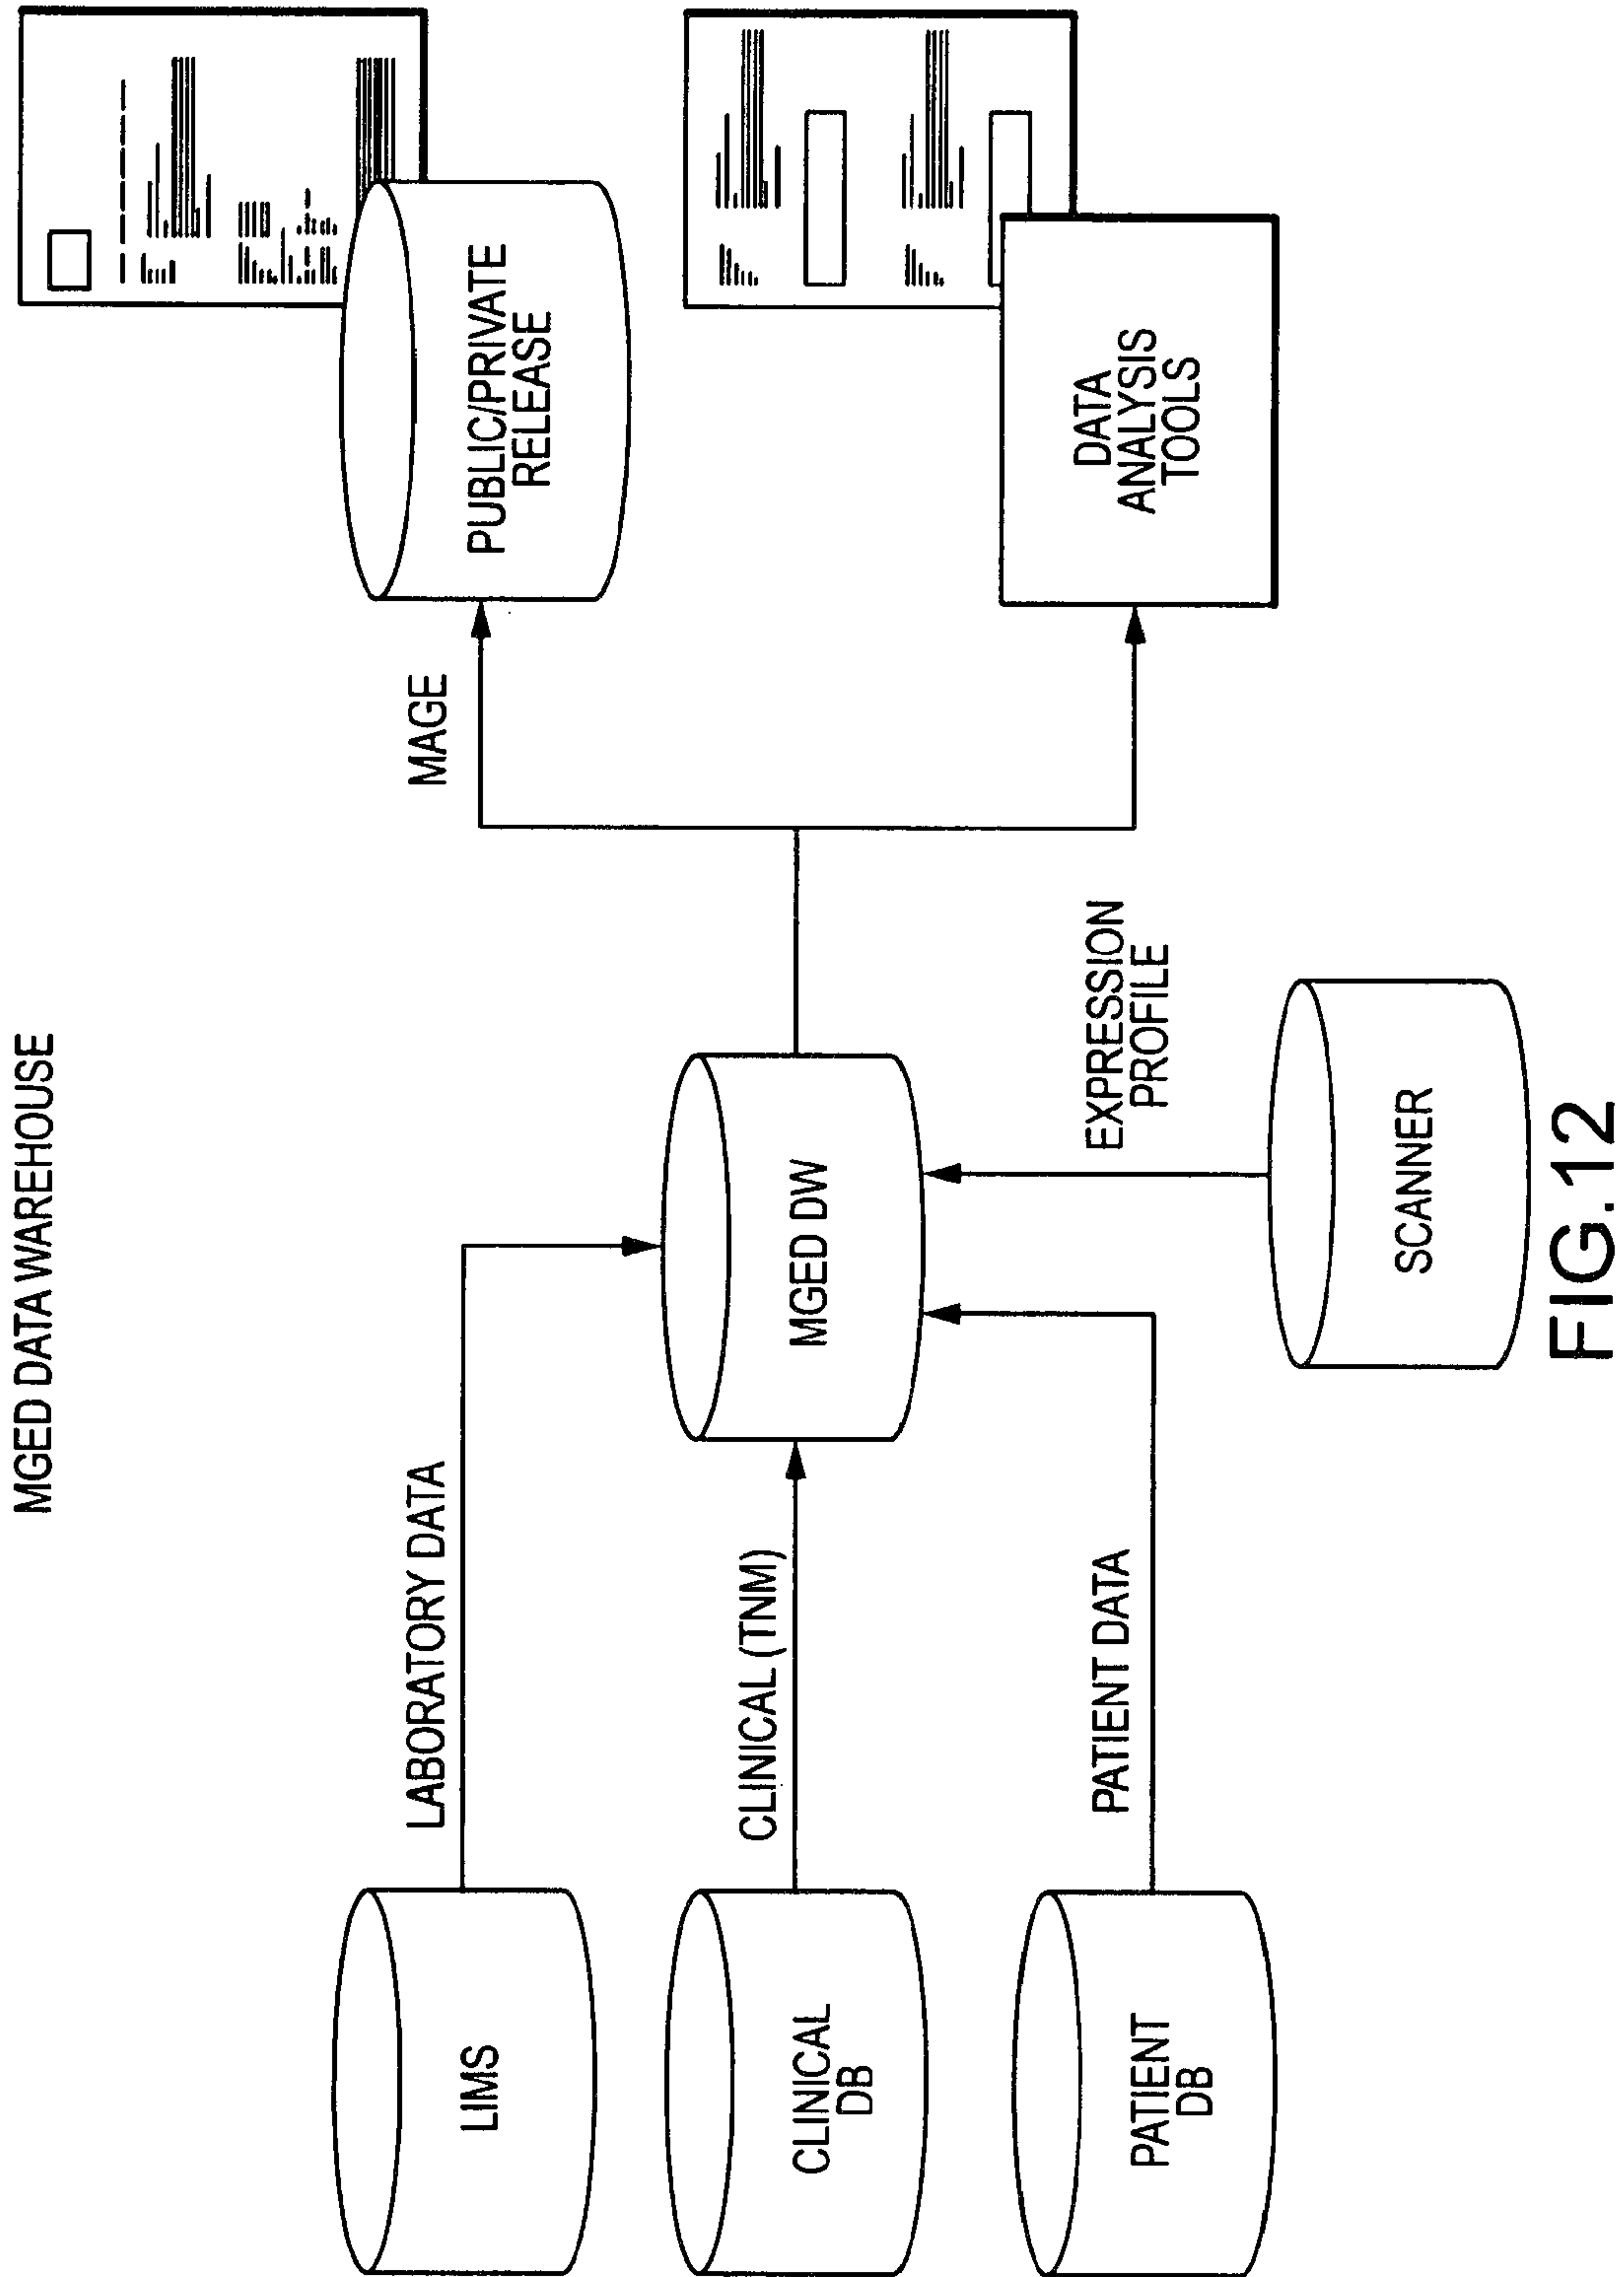 MGED DATA WAREHOUSE
LIMS
LABORATORY DATA
CLINICAL
DB
CLINICAL (TNM)
PATIENT
DB
PATIENT DATA
MGED DW
EXPRESSION
PROFILE
SCANNER
MAGE
PUBLIC/PRIVATE
RELEASE
DATA
ANALYSIS
TOOLS
FIG.12